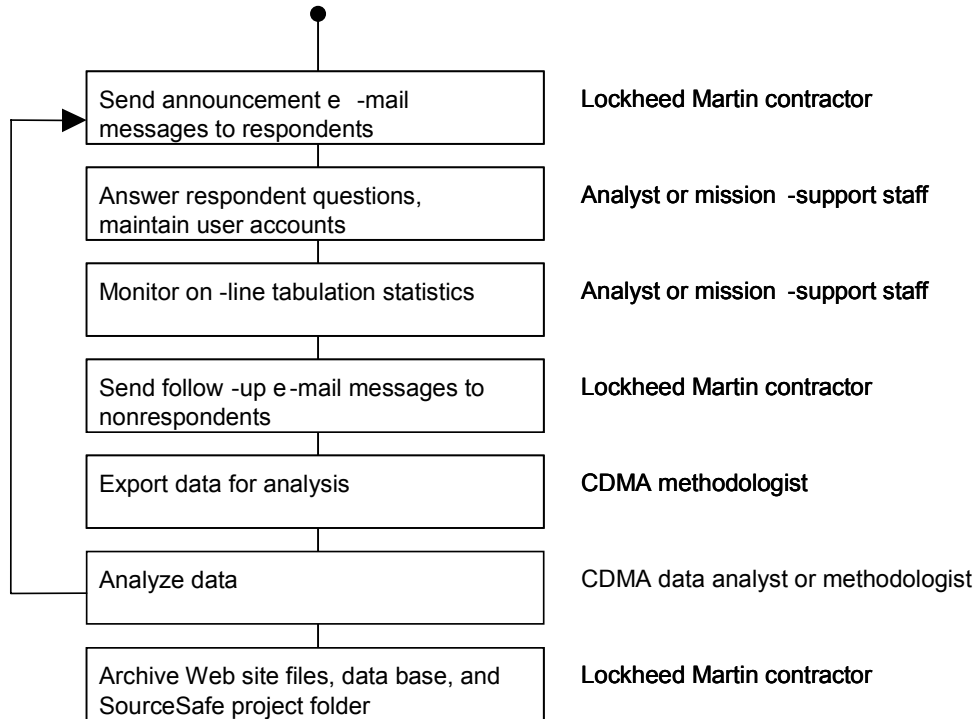 Send announcement e -mail
messages to respondents
Lockheed Martin contractor
Answer respondent questions,
maintain user accounts
Analyst or mission -support staff
Monitor on -line tabulation statistics
Analyst or mission -support staff
Send follow -up e-mail messages to
nonrespondents
Lockheed Martin contractor
Export data for analysis
CDMA methodologist
Analyze data
CDMA data analyst or methodologist
Archive Web site files, data base, and
SourceSafe project folder
Lockheed Martin contractor